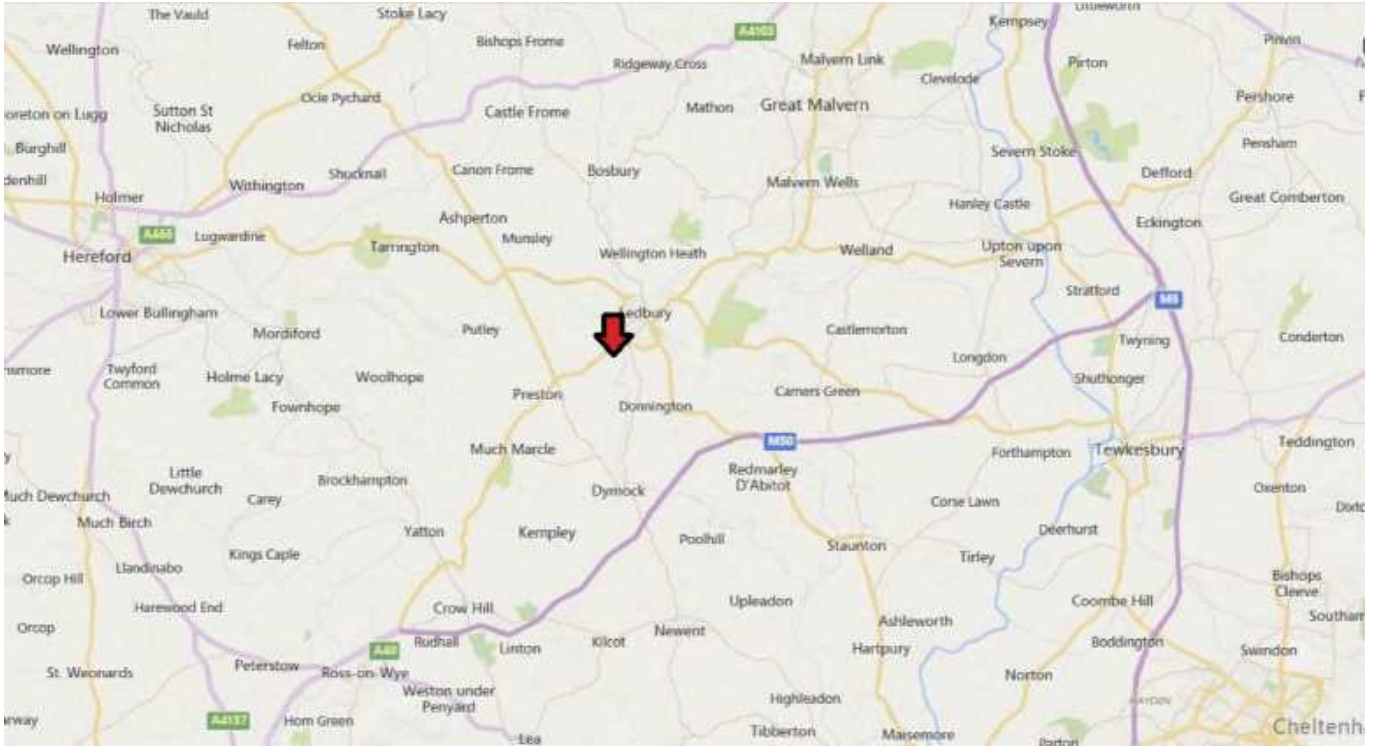 The Vauld
Stoke Lacy
Kempsey
Wellington
Felton
Bishops Frome
A4103
Pinvin
Ridgeway Cross
Malvern Link
Pirton
Clevelode
Ocle Pychard
Pershore
oreton on Lugg
Sutton St
Nicholas
Castle Frome
Mathon
Great Malvern
Burghill
Severn Stoke
Pensham
denhill
Withington
Shucknall
Canon Frome
Bosbury
Malvern Wells
Defford
Holmer
Hanley Castle
Great Comberton
Ashperton
Eckington
A465
Lugwardine
Tarrington
Munsley
Wellington Heath
Welland
Upton upon
Severn
Hereford
Stratford
M5
Lower Bullingham
Mordiford
Putley
Ledbury
Castlemorton
Twyning
Conderton
Longdon
nsmore
Twyford
Common
Holme Lacy
Woolhope
Shuthonger
Preston
Camers Green
Fownhope
Donnington
M50
Much Marcle
Forthampton
Tewkesbury
Teddington
Little
Dewchurch
Brockhampton
Redmarley
D'Abitot
Much Dewchurch
Carey
Dymock
Oxenton
Corse Lawn
Much Birch
Yatton
Kempley
Poolhill
Deerhurst
Kings Caple
Staunton
Tirley
Llandinabo
Orcop Hill
Bishops
Cleeve
Harewood End
Crow Hill
Upleadon
Coombe Hill
Southam
Orcop
Ashleworth
Newent
A40
Rudhall
Linton
Kilcot
Hartpury
Boddington
Swindon
St. Weonards
Peterstow
Ross-on-Wye
Norton
Weston under
Penyard
Highleadon
HAYDEN
rway
A4137
Hom Green
Lea
Tibberton
Maisemore
Cheltenh